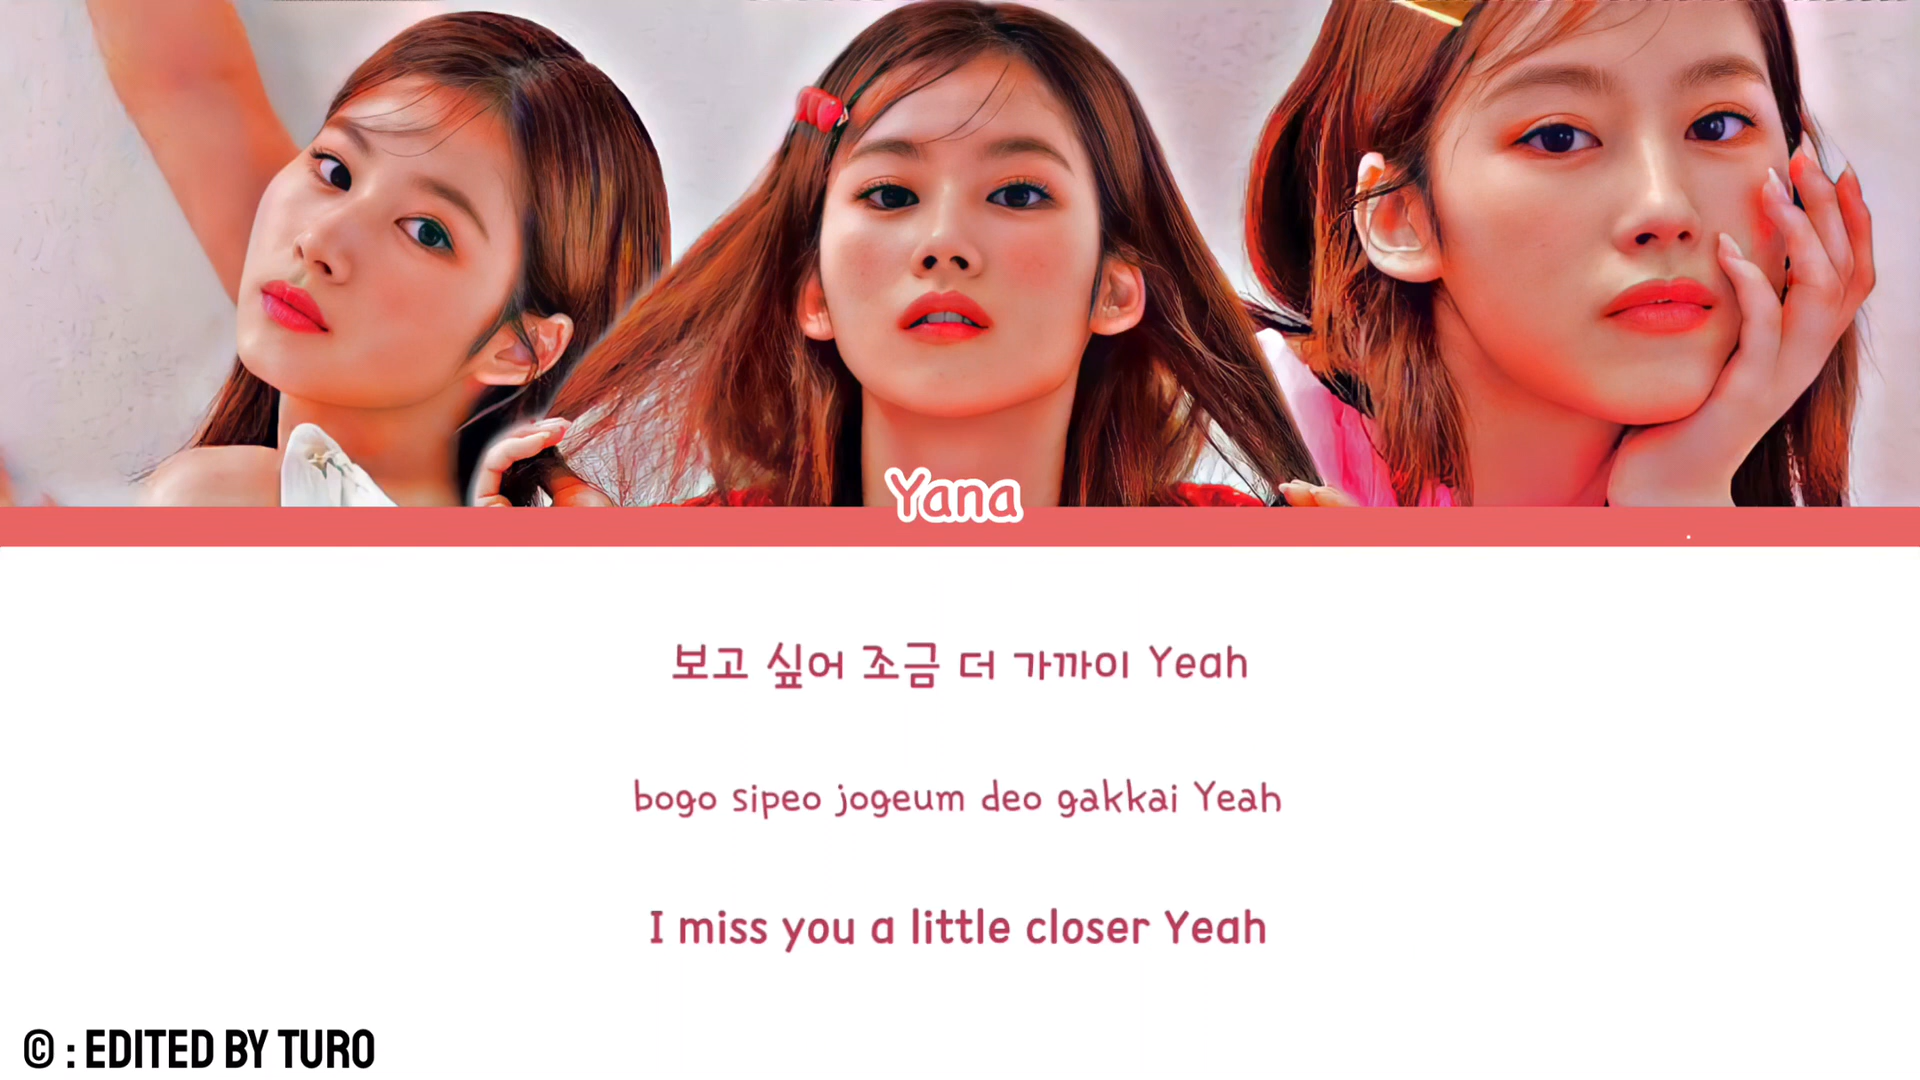 Yana
보고 싶어 조금 더 가까이 Yeah
bogo sipeo jogeum deo gakkai Yeah
I miss you a little closer Yeah
© : EDITED BY TURO